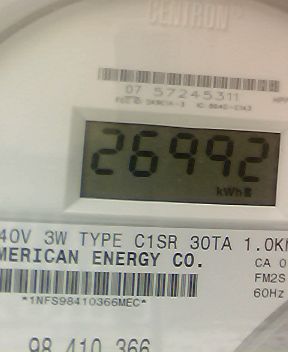 CENTRON®
07 57245311
26992
kWh
40V 3W TYPE C1SR 30TA 1.0K
MERICAN ENERGY CO.
CA 0
FM2S
60Hz
*1NFS98410366MEC*
98 410 366